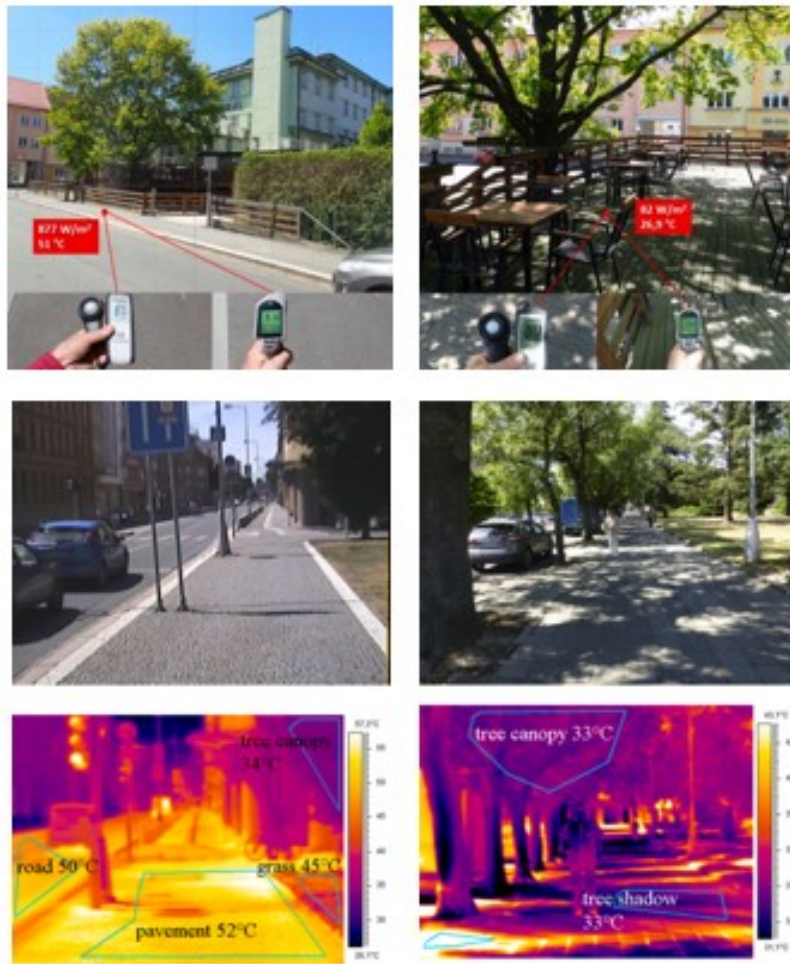 877 W/m²
51 °C
82 W/m²
26,9 °C
tree canopy
34°C
road 50°C
grass 45°C
pavement 52°C
tree canopy 33°C
tree shadow
33°C